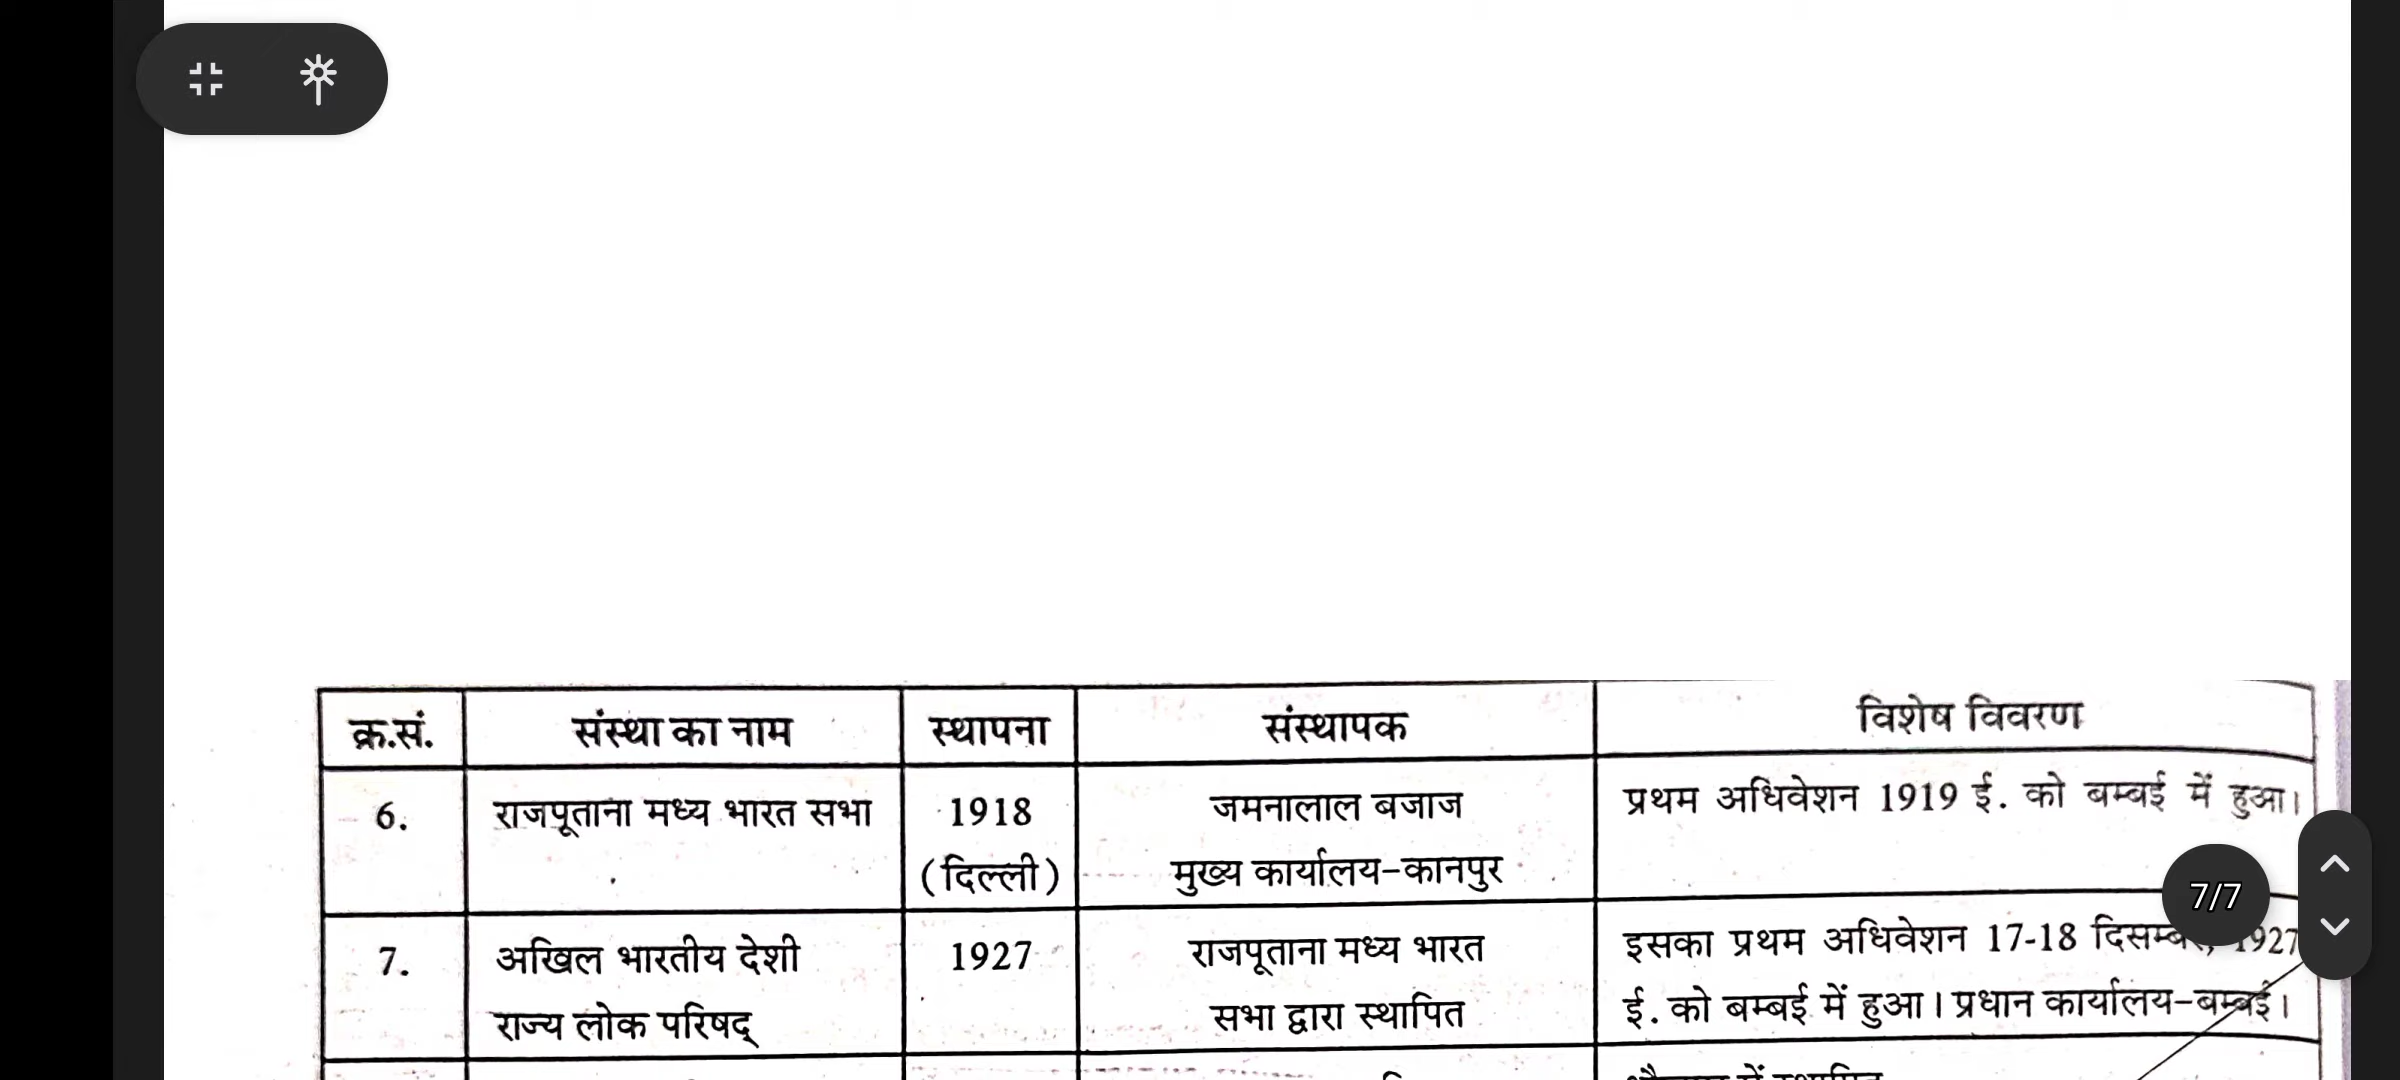 क्र.सं. संस्था का नाम स्थापना संस्थापक विशेष विवरण
6. राजपूताना मध्य भारत सभा 1918 जमनालाल बजाज प्रथम अधिवेशन 1919 ई. को बम्बई में हुआ।
(दिल्ली) मुख्य कार्यालय-कानपुर
7/7
7. अखिल भारतीय देशी 1927 राजपूताना मध्य भारत इसका प्रथम अधिवेशन 17-18 1927
राज्य लोक परिषद् सभा द्वारा स्थापित ई. को बम्बई में हुआ। प्रधान कार्यालय-बम्बई।